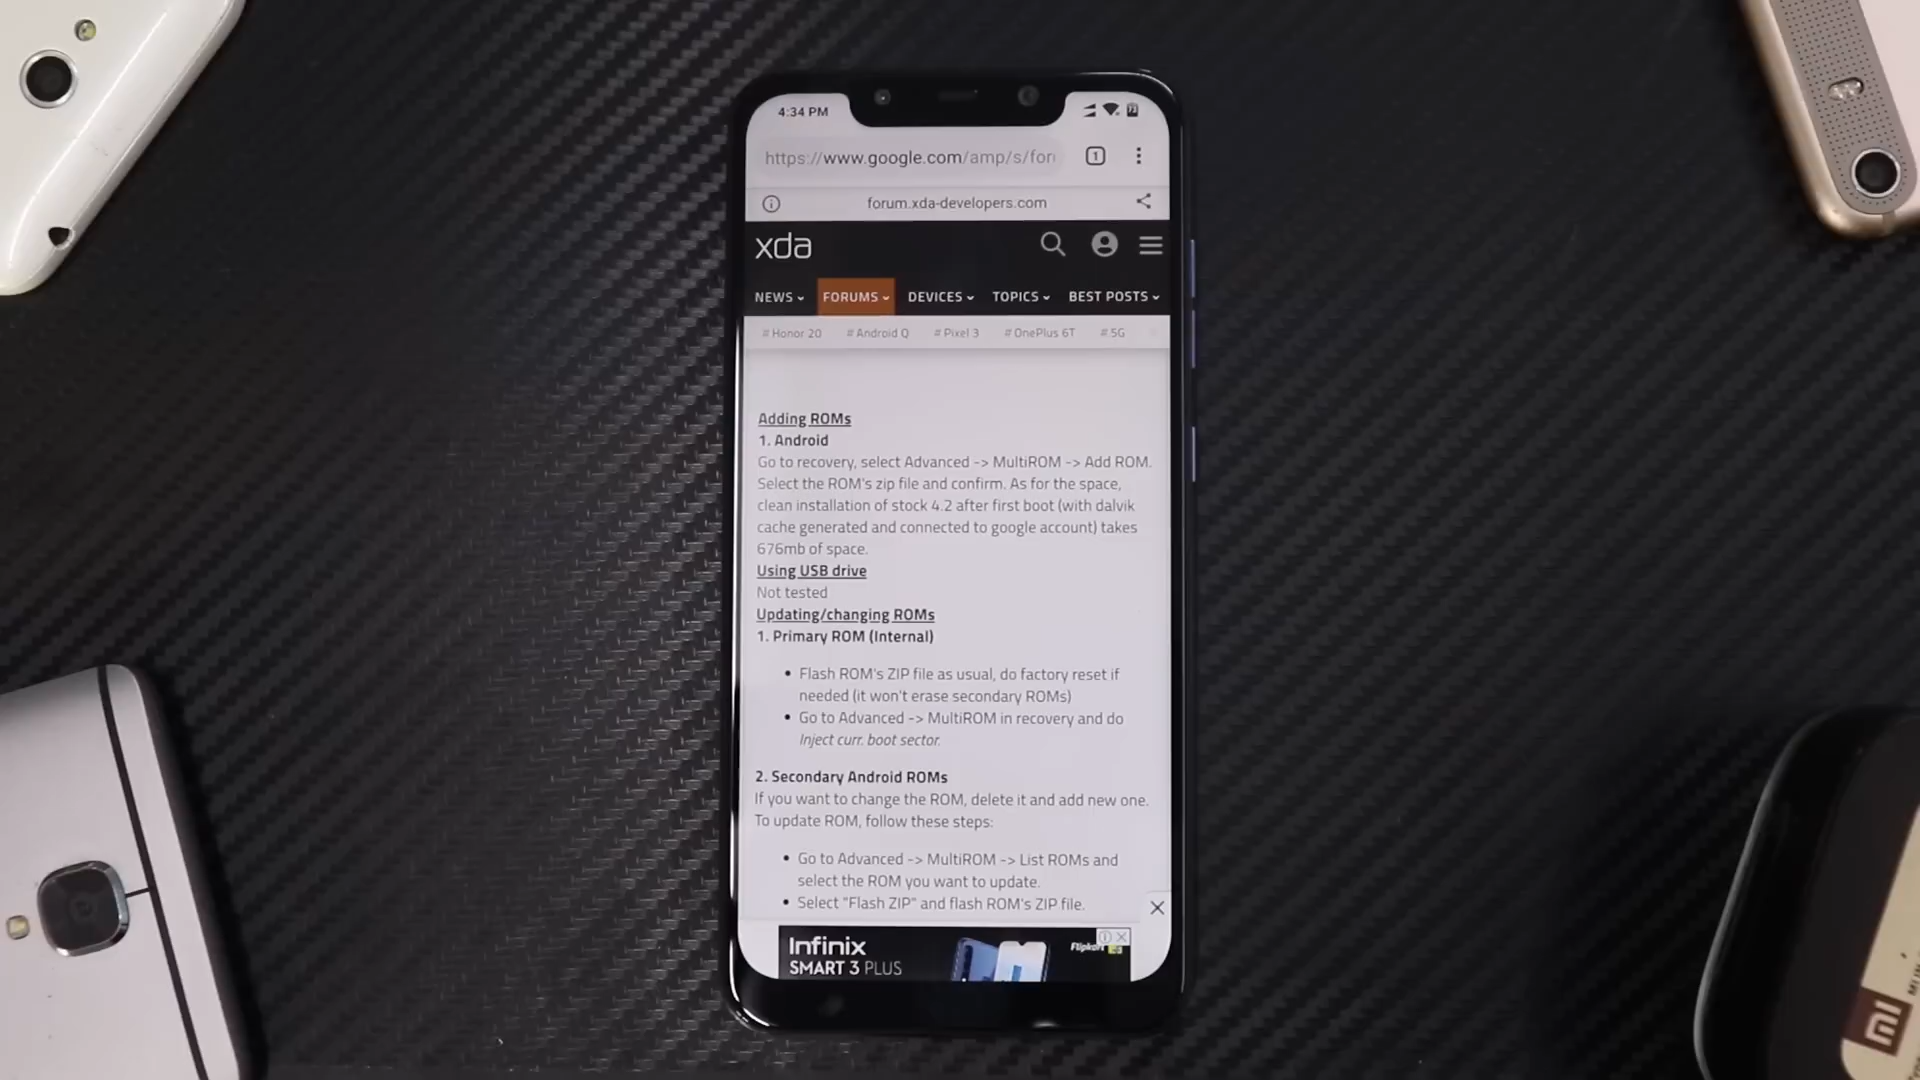 4:34 PM
https://www.google.com/amp/s/for
1
forum.xda-developers.com
xda
NEWS FORUMS DEVICES TOPICS BEST POSTS
# Honor 20 # Android Q # Pixel 3 # OnePlus 6T # 5G
Adding ROMs
1. Android
Go to recovery, select Advanced -> MultiROM -> Add ROM.
Select the ROM's zip file and confirm. As for the space,
clean installation of stock 4.2 after first boot (with dalvik
cache generated and connected to google account) takes
676mb of space.
Using USB drive
Not tested
Updating/changing ROMs
1. Primary ROM (Internal)
• Flash ROM's ZIP file as usual, do factory reset if
needed (it won't erase secondary ROMs)
• Go to Advanced -> MultiROM in recovery and do
Inject curr. boot sector.
2. Secondary Android ROMs
If you want to change the ROM, delete it and add new one.
To update ROM, follow these steps:
• Go to Advanced -> MultiROM -> List ROMs and
select the ROM you want to update.
• Select "Flash ZIP" and flash ROM's ZIP file.
Infinix
SMART 3 PLUS
Flipkart
mi